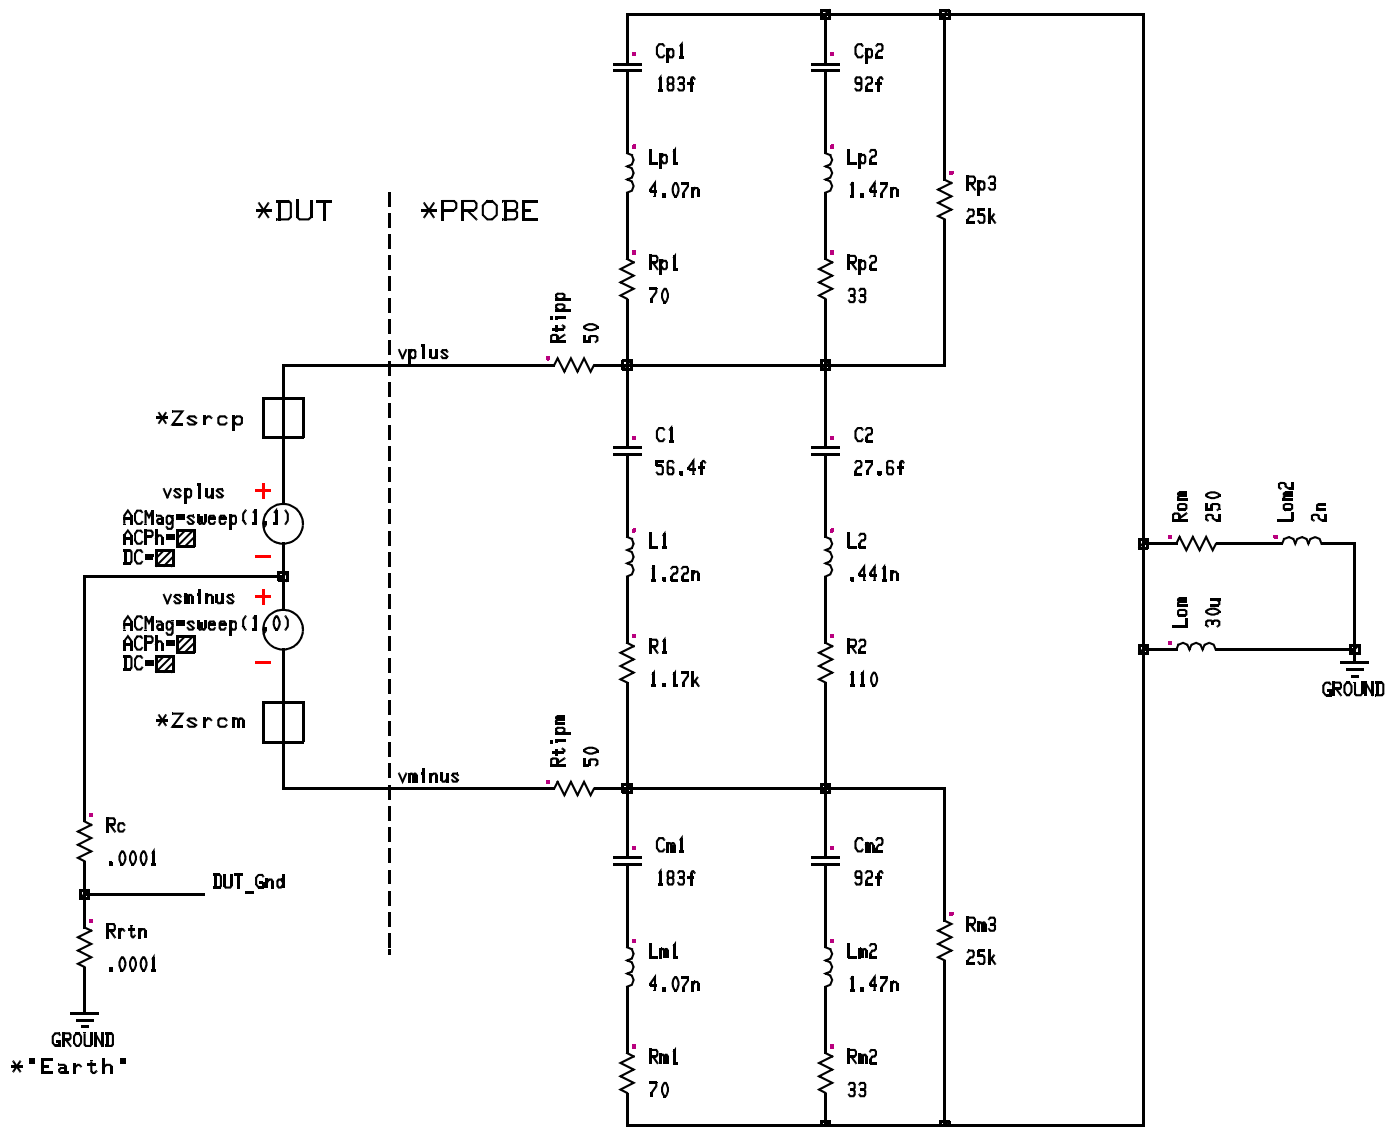 Cp1
183f
Cp2
92f
Lp1
4.07n
Lp2
1.47n
Rp3
25k
*DUT
*PROBE
Rp1
70
Rp2
33
Rtipp
50
vplus
*Zsrcp
C1
56.4f
C2
27.6f
vsplus
+
ACMag=sweep(1,1)
ACPh=
DC=
−
L1
1.22n
L2
.441n
Rom
250
Lom2
2n
vsminus
+
ACMag=sweep(1,0)
ACPh=
DC=
−
Lom
30u
GROUND
R1
1.17k
R2
110
*Zsrcm
Rtipm
50
vminus
Rc
.0001
Cm1
183f
Cm2
92f
DUT_Gnd
Rrtn
.0001
Lm1
4.07n
Lm2
1.47n
Rm3
25k
GROUND
*"Earth"
Rm1
70
Rm2
33